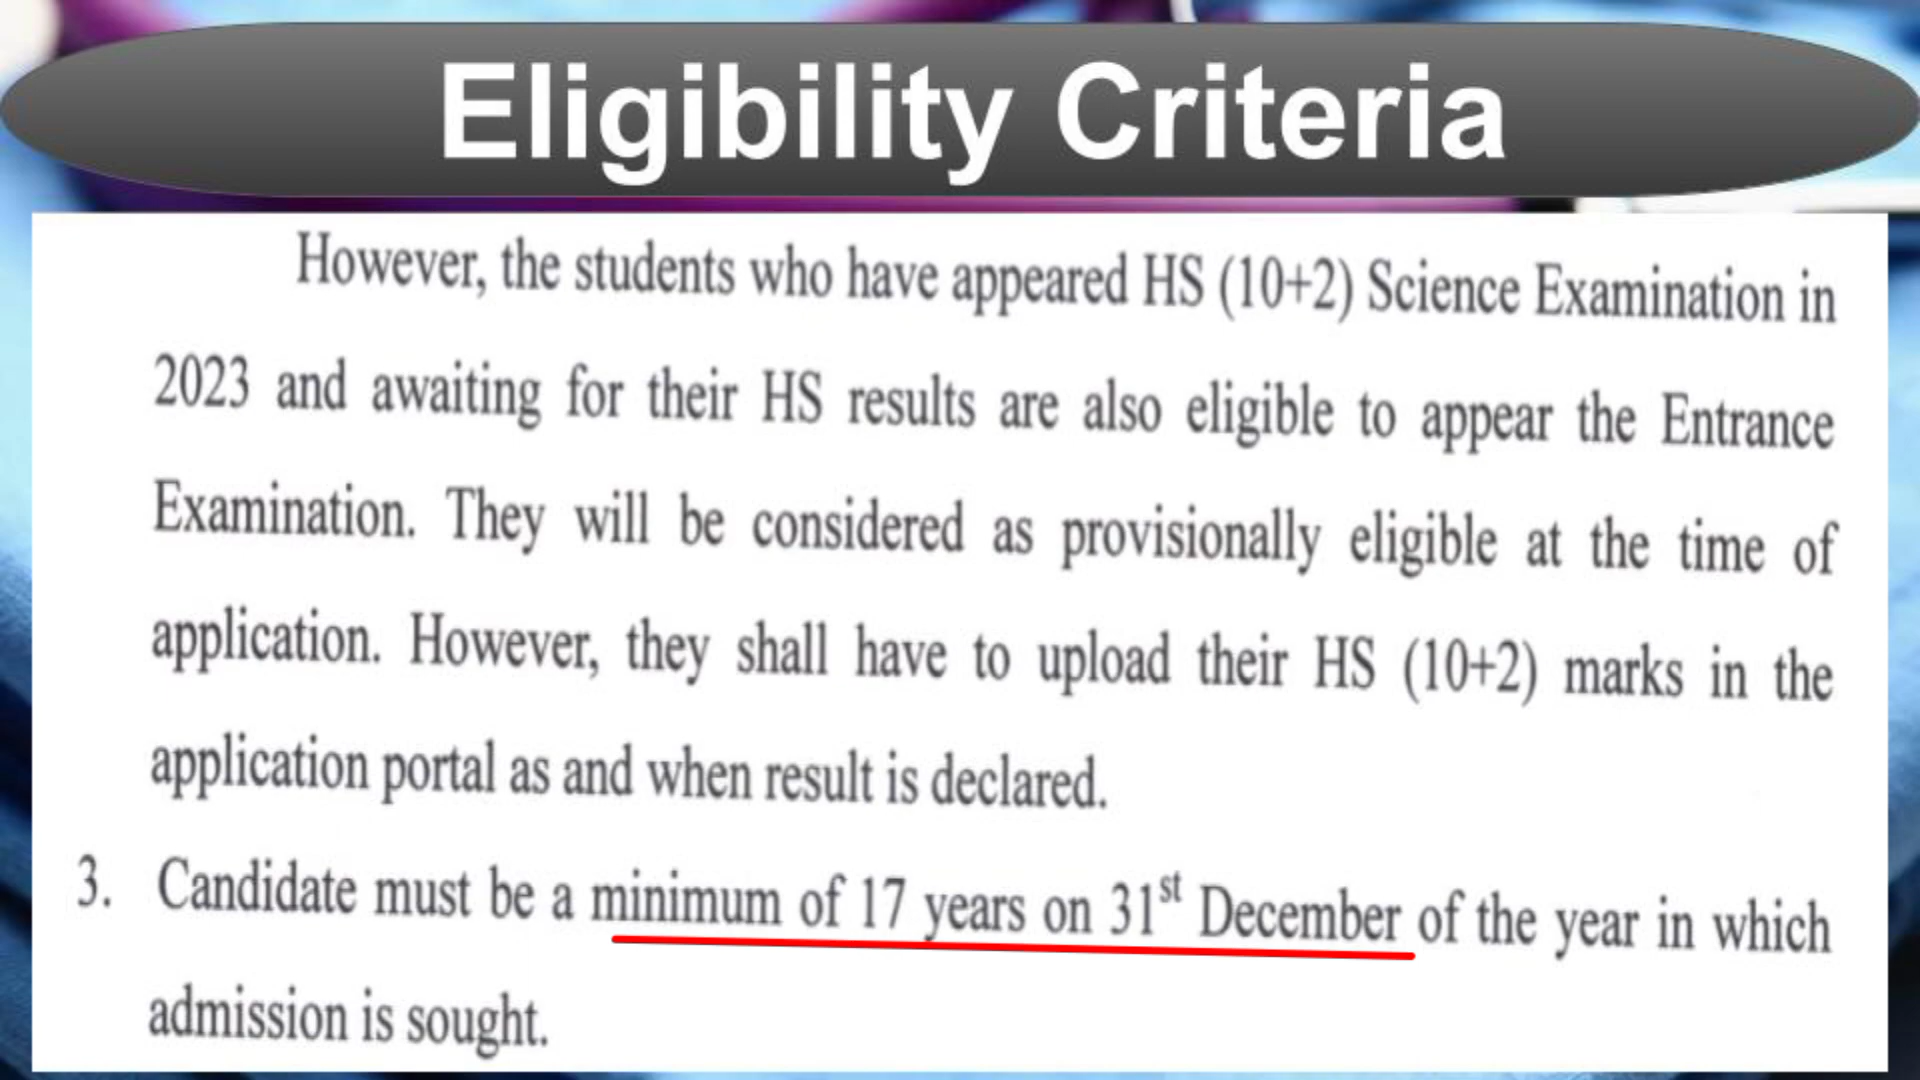 Eligibility Criteria
However, the students who have appeared HS (10+2) Science Examination in
2023 and awaiting for their HS results are also eligible to appear the Entrance
Examination. They will be considered as provisionally eligible at the time of
application. However, they shall have to upload their HS (10+2) marks in the
application portal as and when result is declared.
3. Candidate must be a minimum of 17 years on 31st December of the year in which
admission is sought.